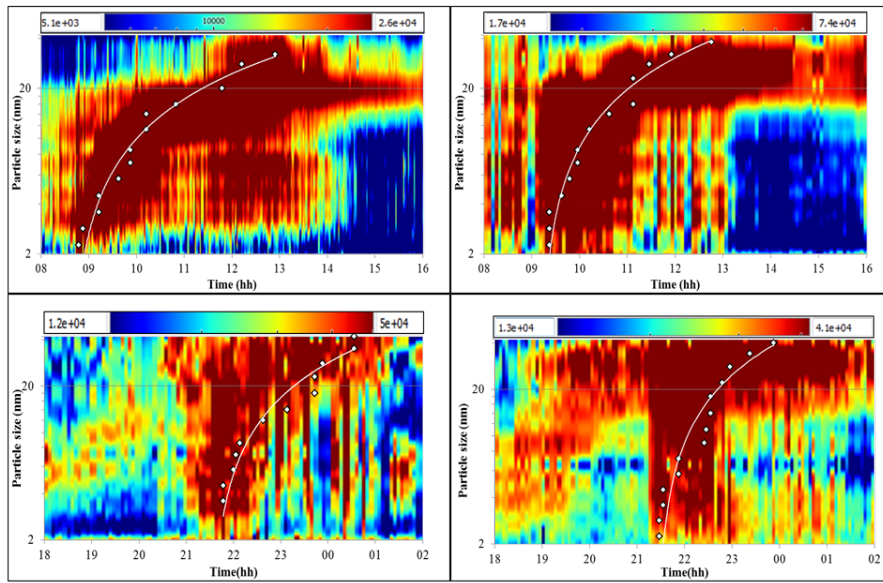 5.1e+03 10000 2.6e+04
Particle size (nm)
20
2
08 09 10 11 12 13 14 15 16
Time (hh)
1.7e+04 7.4e+04
Particle size (nm)
20
2
08 09 10 11 12 13 14 15 16
Time (hh)
1.2e+04 5e+04
Particle size (nm)
20
2
18 19 20 21 22 23 00 01 02
Time(hh)
1.3e+04 4.1e+04
Particle size (nm)
20
2
18 19 20 21 22 23 00 01 02
Time(hh)